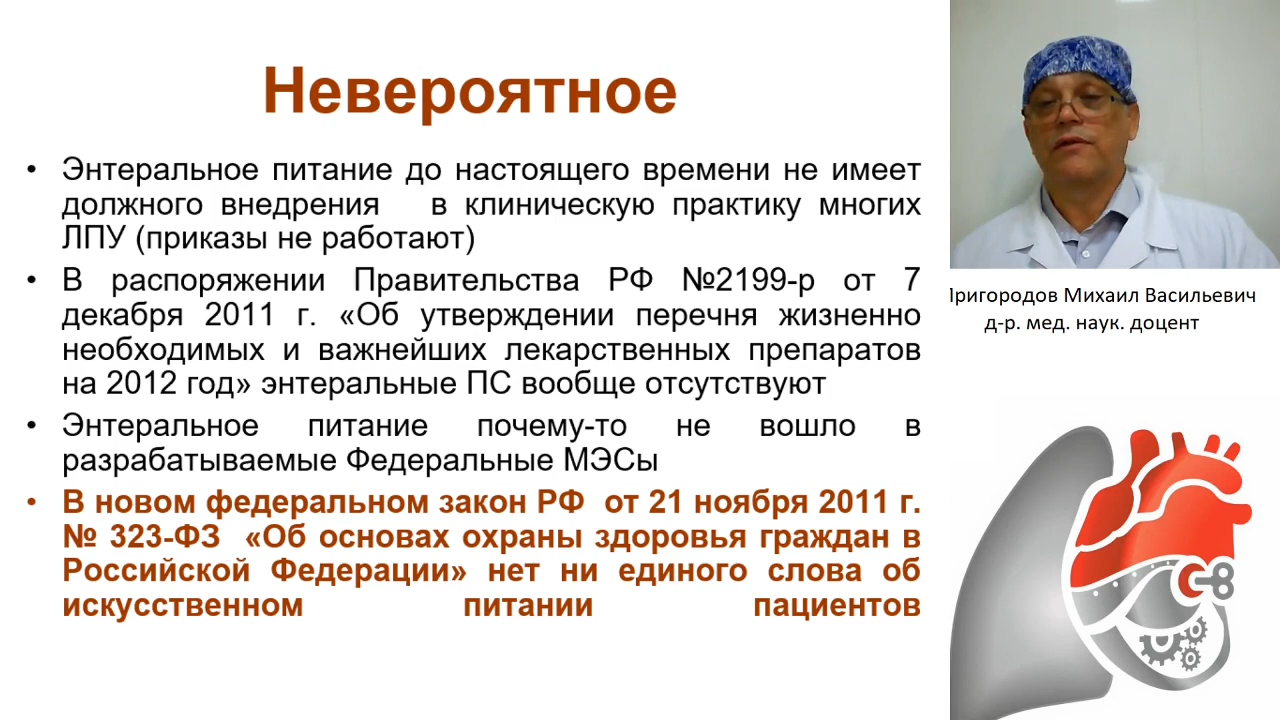 Невероятное
• Энтеральное питание до настоящего времени не имеет
должного внедрения в клиническую практику многих
ЛПУ (приказы не работают)
• В распоряжении Правительства РФ №2199-р от 7
декабря 2011 г. «Об утверждении перечня жизненно
необходимых и важнейших лекарственных препаратов
на 2012 год» энтеральные ПС вообще отсутствуют
• Энтеральное питание почему-то не вошло в
разрабатываемые Федеральные МЭСы
• В новом федеральном закон РФ от 21 ноября 2011 г.
№ 323-ФЗ «Об основах охраны здоровья граждан в
Российской Федерации» нет ни единого слова об
искусственном питании пациентов
Пригородов Михаил Васильевич
д-р. мед. наук. доцент